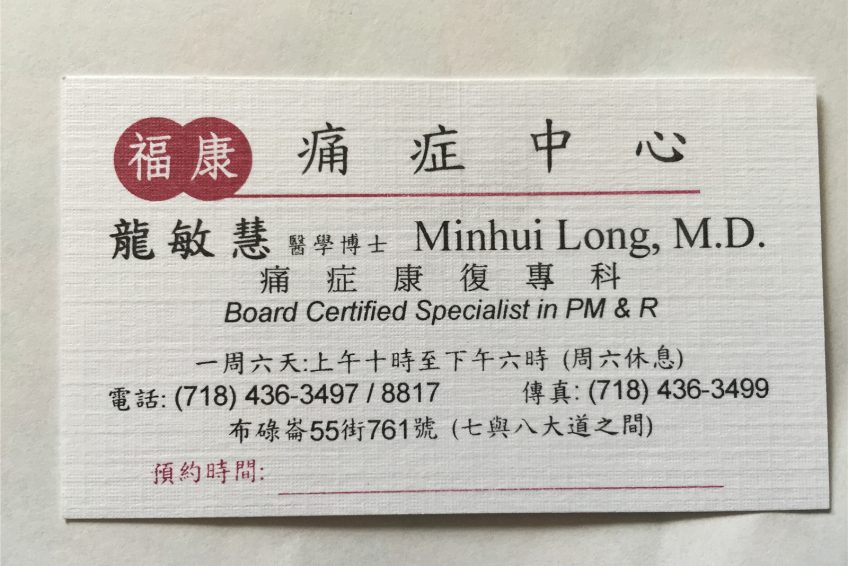 福康 痛症中心
龍敏慧 醫學博士 Minhui Long, M.D.
痛症康復專科
Board Certified Specialist in PM & R
一周六天:上午十時至下午六時 (周六休息)
電話: (718) 436-3497 / 8817 傳真: (718) 436-3499
布碌崙55街761號 (七與八大道之間)
預約時間: